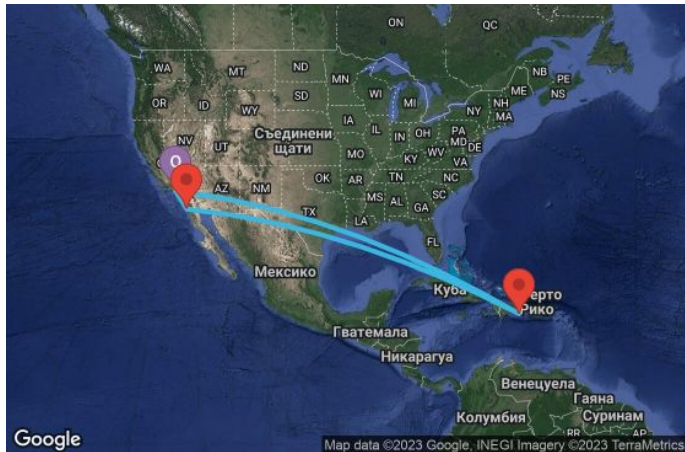 ON
QC
WA
MT
ND
MN
NB
PE
OR
ID
SD
WI
MI
ME
NS
WY
NH
NY
MA
IA
NV
UT
Съединени
щати
IL
IN
OH
PA
MD
DE
MO
KY
WV
VA
O
AZ
NM
OK
AR
TN
NC
MS
AL
GA
SC
TX
LA
FL
Мексико
Куба
ерто
Рико
Гватемала
Никарагуа
Венецуела
Гаяна
Колумбия
Суринам
RR
AP
Google
Map data ©2023 Google, INEGI Imagery ©2023 TerraMetrics